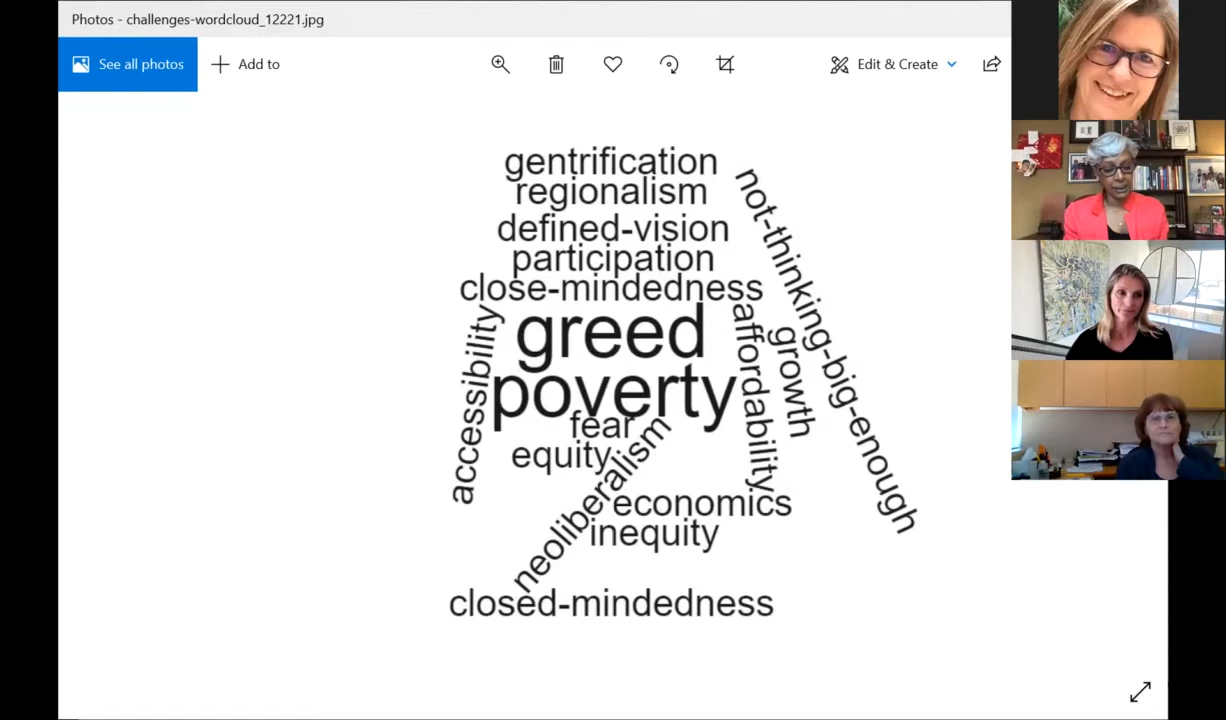 Photos - challenges-wordcloud_12221.jpg
See all photos
Add to
Edit & Create
gentrification
regionalism
defined-vision
participation
close-mindedness
greed
poverty
fear
equity
economics
inequity
closed-mindedness
accessibility
neoliberalism
affordability
growth
not-thinking-big-enough